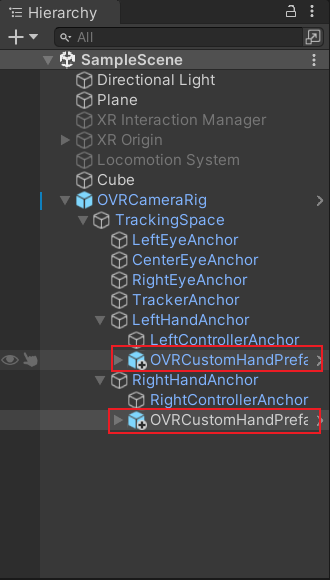 Hierarchy
All
SampleScene
Directional Light
Plane
XR Interaction Manager
XR Origin
Locomotion System
Cube
OVRCameraRig
TrackingSpace
LeftEyeAnchor
CenterEyeAnchor
RightEyeAnchor
TrackerAnchor
LeftHandAnchor
LeftControllerAnchor
OVRCustomHandPrefa
RightHandAnchor
RightControllerAnchor
OVRCustomHandPrefa